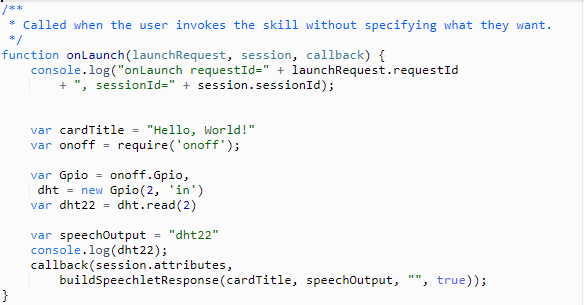 /**
 * Called when the user invokes the skill without specifying what they want.
 */
function onLaunch(launchRequest, session, callback) {
    console.log("onLaunch requestId=" + launchRequest.requestId
        + ", sessionId=" + session.sessionId);
    var cardTitle = "Hello, World!"
    var onoff = require('onoff');
    var Gpio = onoff.Gpio,
     dht = new Gpio(2, 'in')
    var dht22 = dht.read(2)
    var speechOutput = "dht22"
    console.log(dht22);
    callback(session.attributes,
        buildSpeechletResponse(cardTitle, speechOutput, "", true));
}